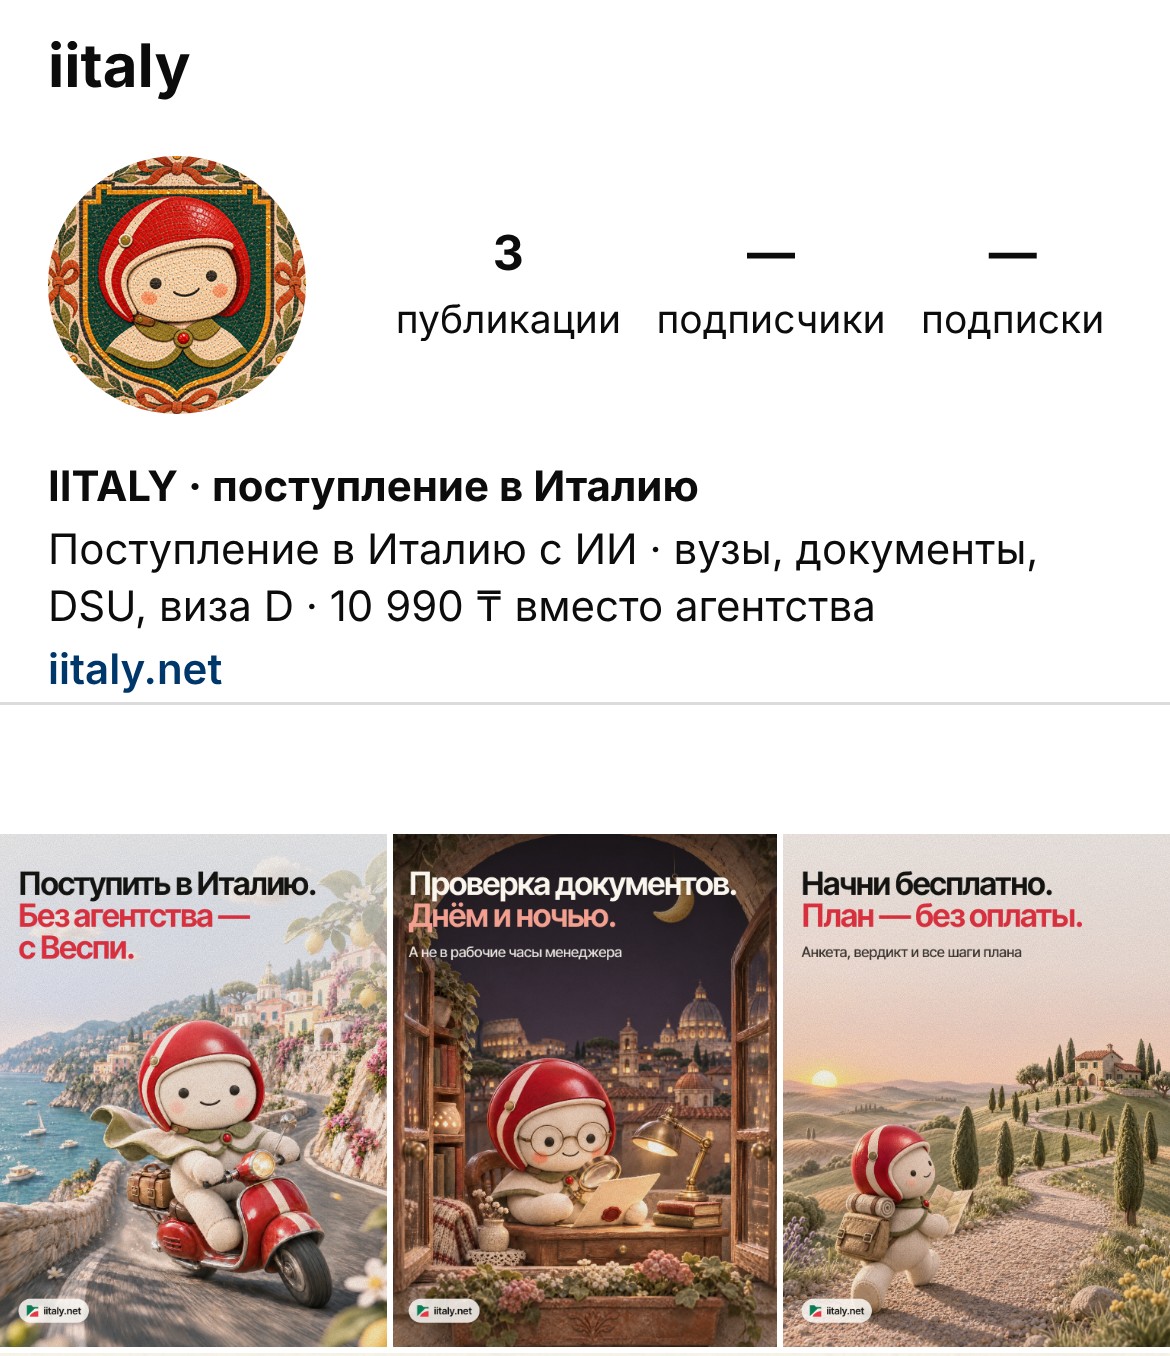 iitaly
3
—
—
публикации
подписчики
подписки
IITALY · поступление в Италию
Поступление в Италию с ИИ · вузы, документы,
DSU, виза D · 10 990 ₸ вместо агентства
iitaly.net
Поступить в Италию.
Без агентства —
с Веспи.
iitaly.net
Проверка документов.
Днём и ночью.
А не в рабочие часы менеджера
iitaly.net
Начни бесплатно.
План — без оплаты.
Анкета, вердикт и все шаги плана
iitaly.net